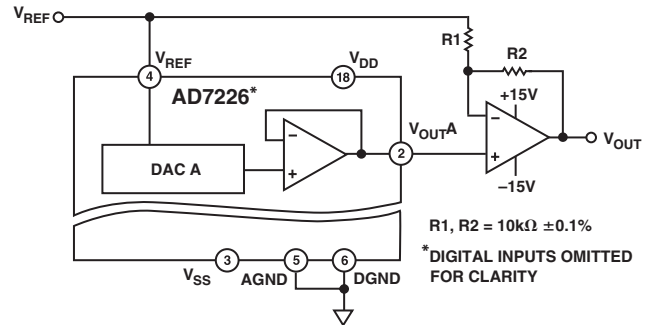 VREF
R1
R2
VREF
VDD
4
18
AD7226*
+15V
−
VOUTA
−
VOUT
DAC A
2
+
+
−15V
R1, R2 = 10kΩ ±0.1%
*DIGITAL INPUTS OMITTED
FOR CLARITY
3
5
6
VSS
AGND
DGND